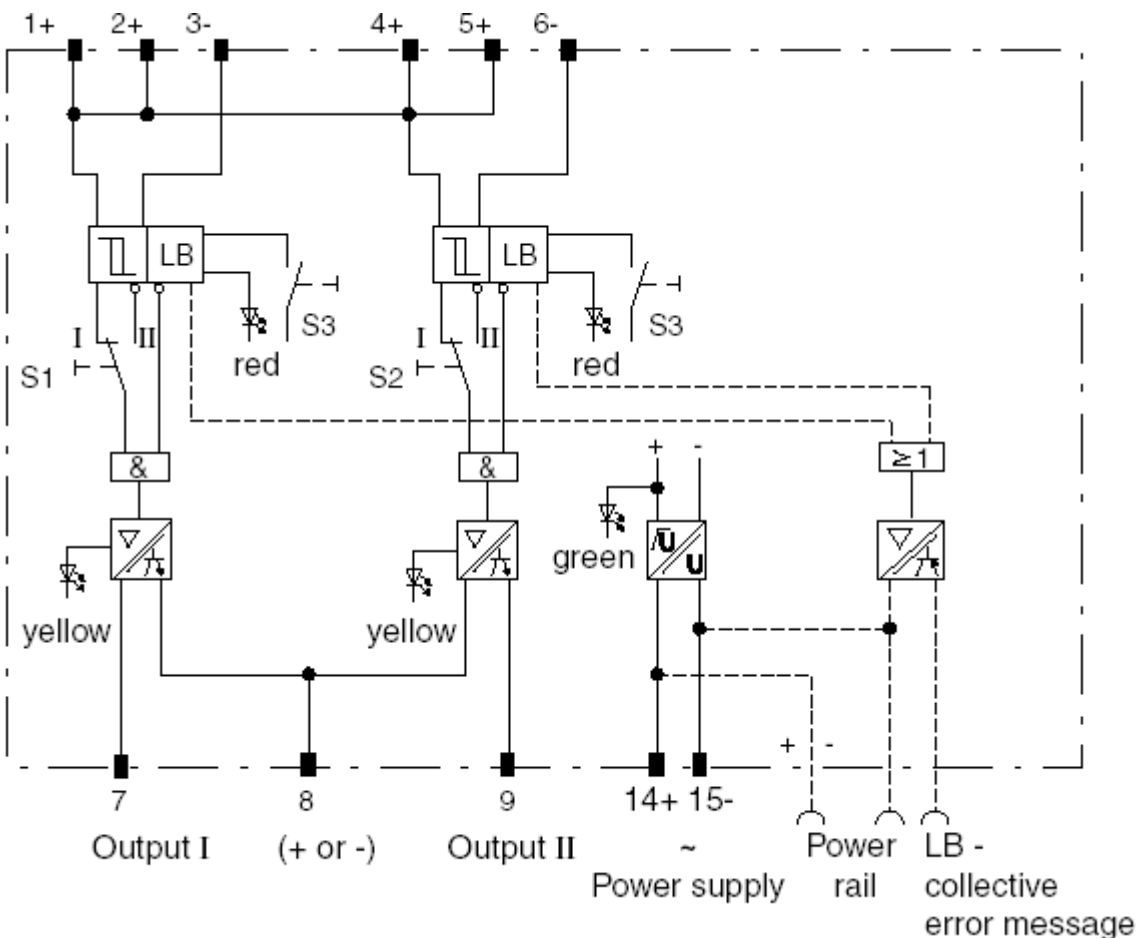 1+ 2+ 3- 4+ 5+ 6-
LB LB
I II S3 I II S3
S1 red S2 red
& & + - ≥1
green U U
yellow yellow
+ -
7 8 9 14+ 15-
Output I (+ or -) Output II ~ Power LB -
Power supply rail collective
error message